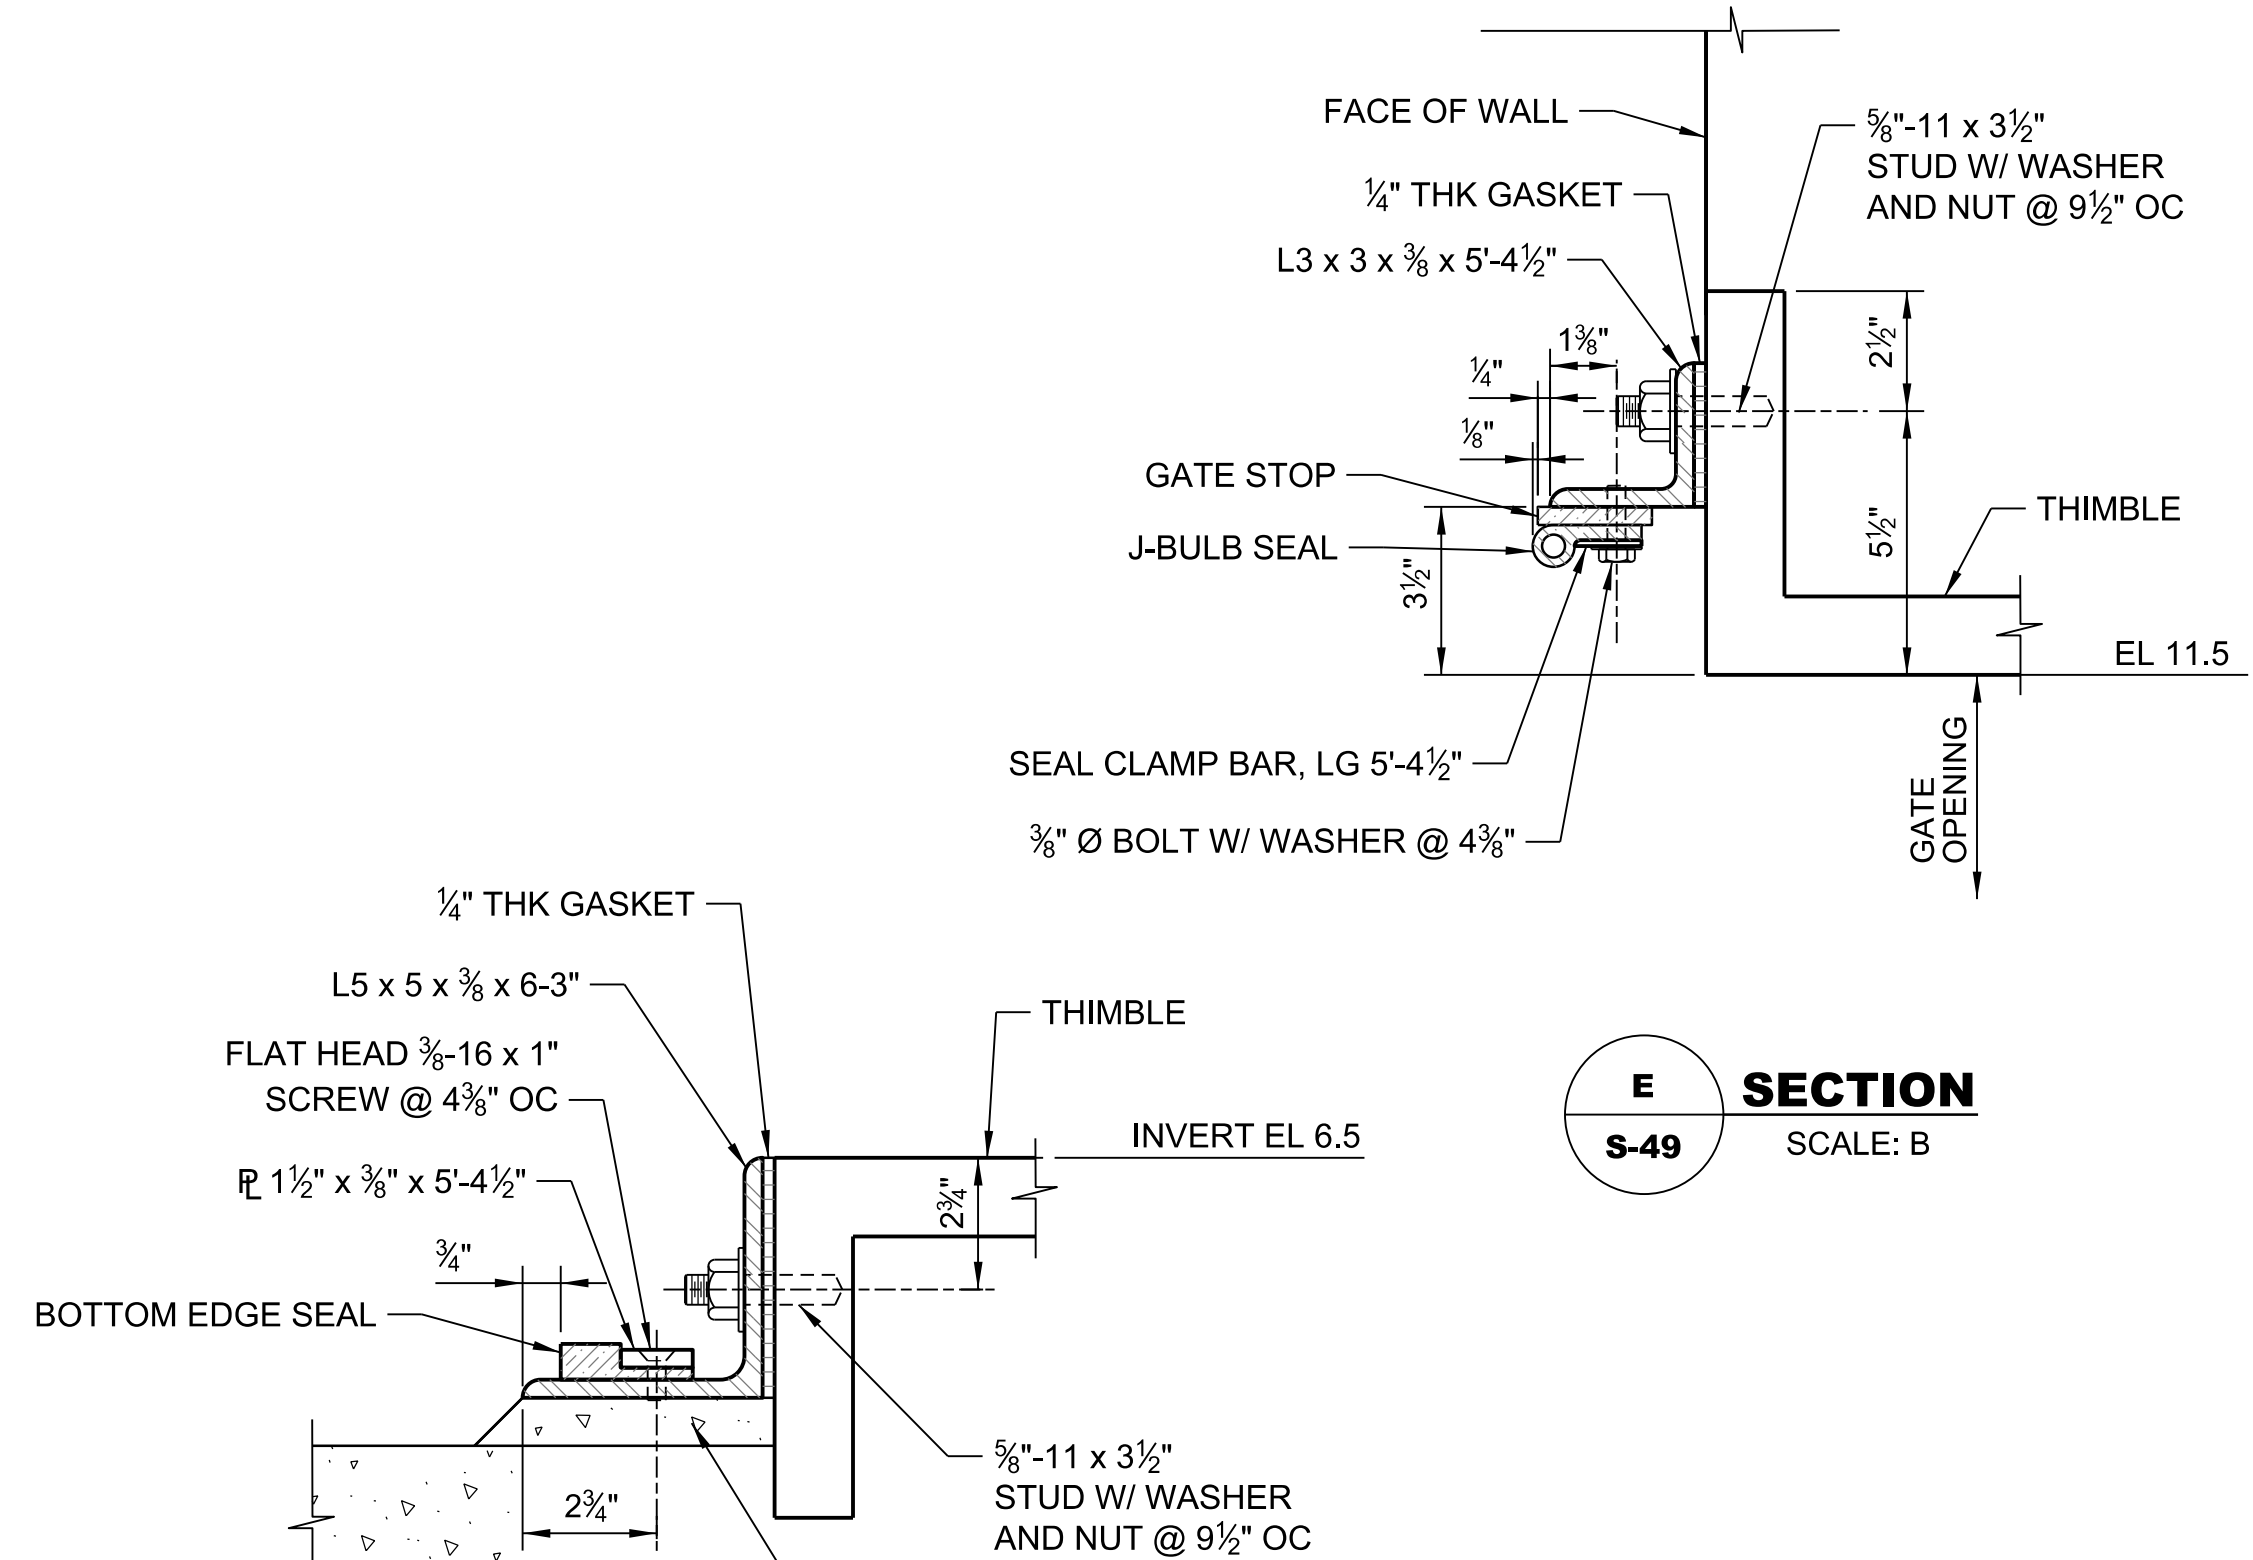 FACE OF WALL
⅝"-11 x 3½"
STUD W/ WASHER
AND NUT @ 9½" OC
¼" THK GASKET
L3 x 3 x ⅜ x 5'-4½"
1⅜"
¼"
⅛"
2½"
GATE STOP
J-BULB SEAL
3½"
5½"
THIMBLE
EL 11.5
SEAL CLAMP BAR, LG 5'-4½"
⅜" Ø BOLT W/ WASHER @ 4⅜"
GATE
OPENING
¼" THK GASKET
L5 x 5 x ⅜ x 6-3"
THIMBLE
FLAT HEAD ⅜-16 x 1"
SCREW @ 4⅜" OC
INVERT EL 6.5
E
S-49
SECTION
SCALE: B
PL 1½" x ⅜" x 5'-4½"
2¾"
¾"
BOTTOM EDGE SEAL
⅝"-11 x 3½"
STUD W/ WASHER
AND NUT @ 9½" OC
2¾"